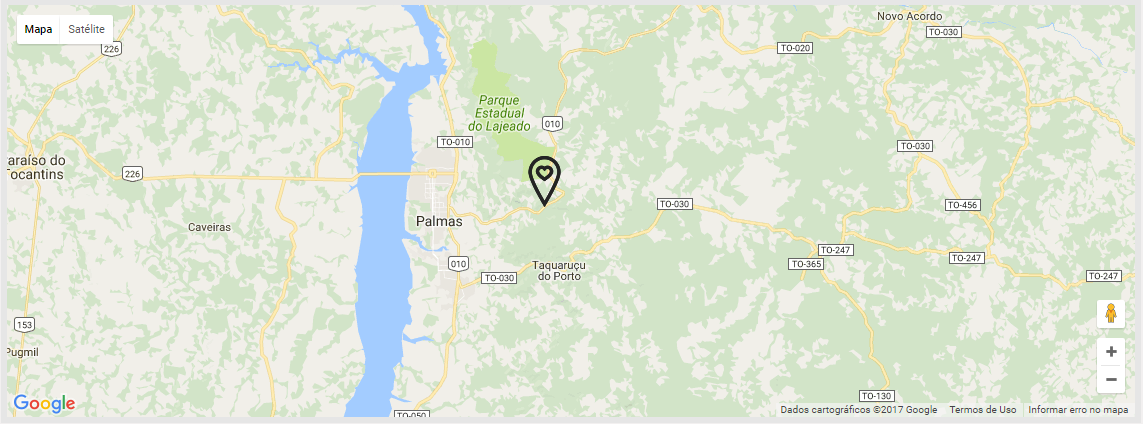 Novo Acordo
Mapa
Satélite
TO-030
226
TO-020
Parque
Estadual
do Lajeado
010
TO-010
TO-030
araíso do
ocantins
226
TO-030
TO-456
Palmas
Caveiras
TO-247
TO-247
010
Taquaruçu
do Porto
TO-365
TO-030
TO-247
153
Pugmil
+
−
TO-130
Google
TO-050
Dados cartográficos ©2017 Google
Termos de Uso
Informar erro no mapa